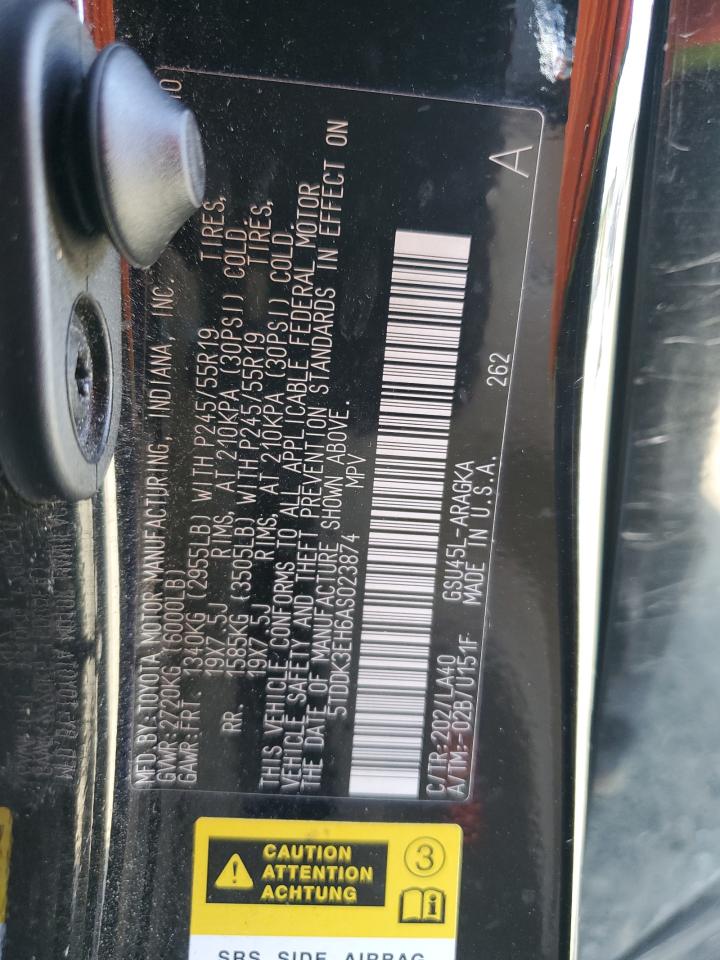 MFD BY: TOYOTA MOTOR MANUFACTURING, INDIANA, INC.
GVWR: 2720KG (6000LB)
GAWR: FRT. 1340KG (2955LB) WITH P245/55R19 TIRES,
19X7.5J RIMS, AT 210KPA (30PSI) COLD.
RR. 1585KG (3505LB) WITH P245/55R19 TIRES,
19X7.5J RIMS, AT 210KPA (30PSI) COLD.
THIS VEHICLE CONFORMS TO ALL APPLICABLE FEDERAL MOTOR
VEHICLE SAFETY AND THEFT PREVENTION STANDARDS IN EFFECT ON
THE DATE OF MANUFACTURE SHOWN ABOVE.
5TDDK3EH6AS023874 MPV
A
C/TR: 202/LA40 GSU45L-ARAGKA 262
A/TM: -02B/U151F MADE IN U.S.A.
CAUTION
ATTENTION
ACHTUNG
3
i
SRS SIDE AIRBAG